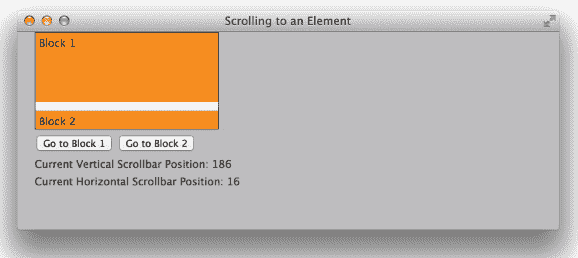 Scrolling to an Element
Block 1
Block 2
Go to Block 1 Go to Block 2
Current Vertical Scrollbar Position: 186
Current Horizontal Scrollbar Position: 16